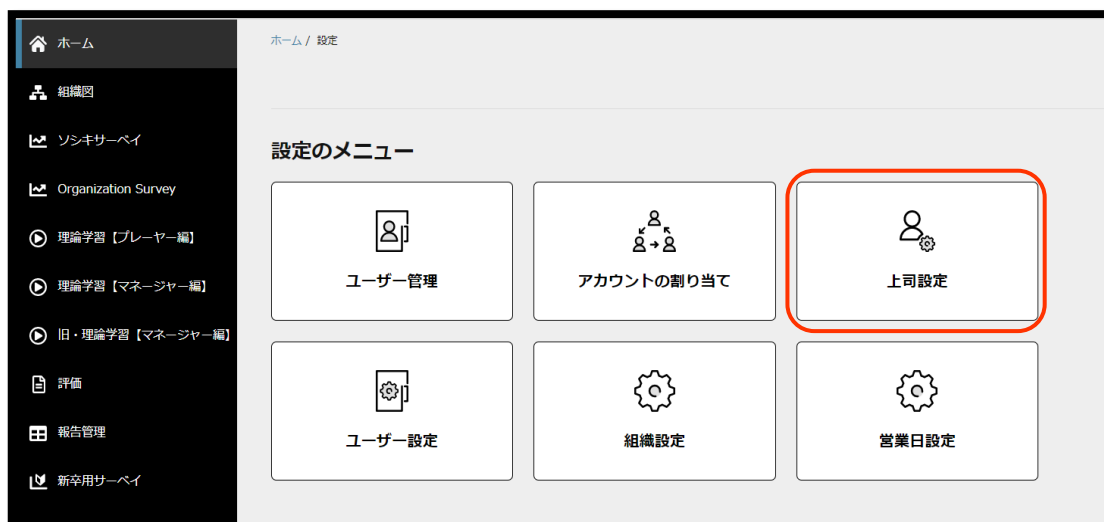 ホーム
組織図
ソシキサーベイ
Organization Survey
理論学習【プレーヤー編】
理論学習【マネージャー編】
旧・理論学習【マネージャー編】
評価
報告管理
新卒用サーベイ
ホーム / 設定
設定のメニュー
ユーザー管理
アカウントの割り当て
上司設定
ユーザー設定
組織設定
営業日設定